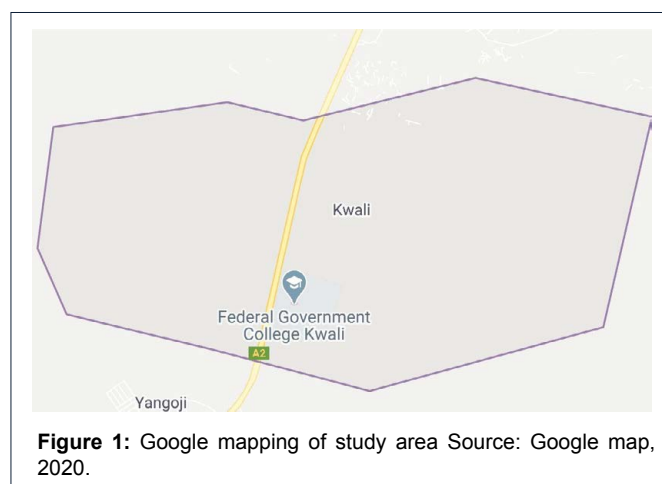 Kwali
Federal Government
College Kwali
A2
Yangoji
Figure 1: Google mapping of study area Source: Google map,
2020.